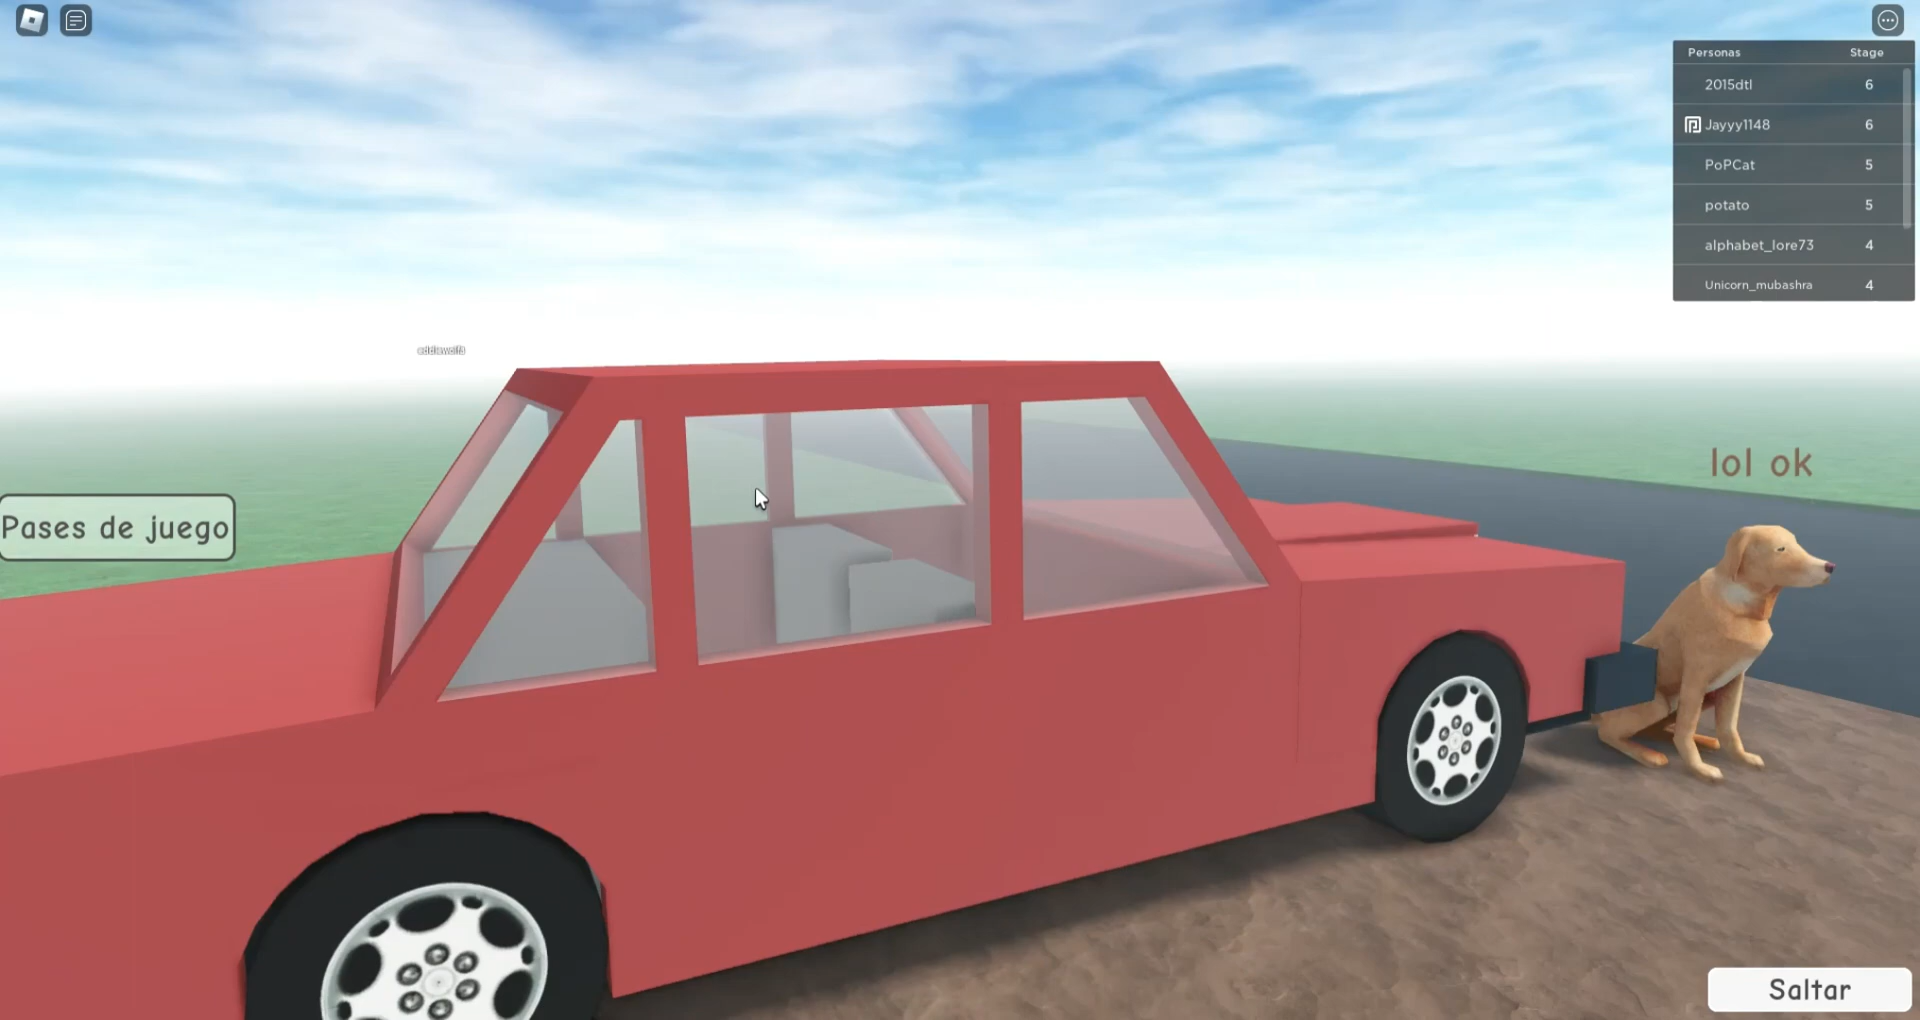 Personas Stage
2015dtl 6
Jayyy1148 6
PoPCat 5
potato 5
alphabet_lore73 4
Unicorn_mubashra 4
lol ok
Pases de juego
Saltar